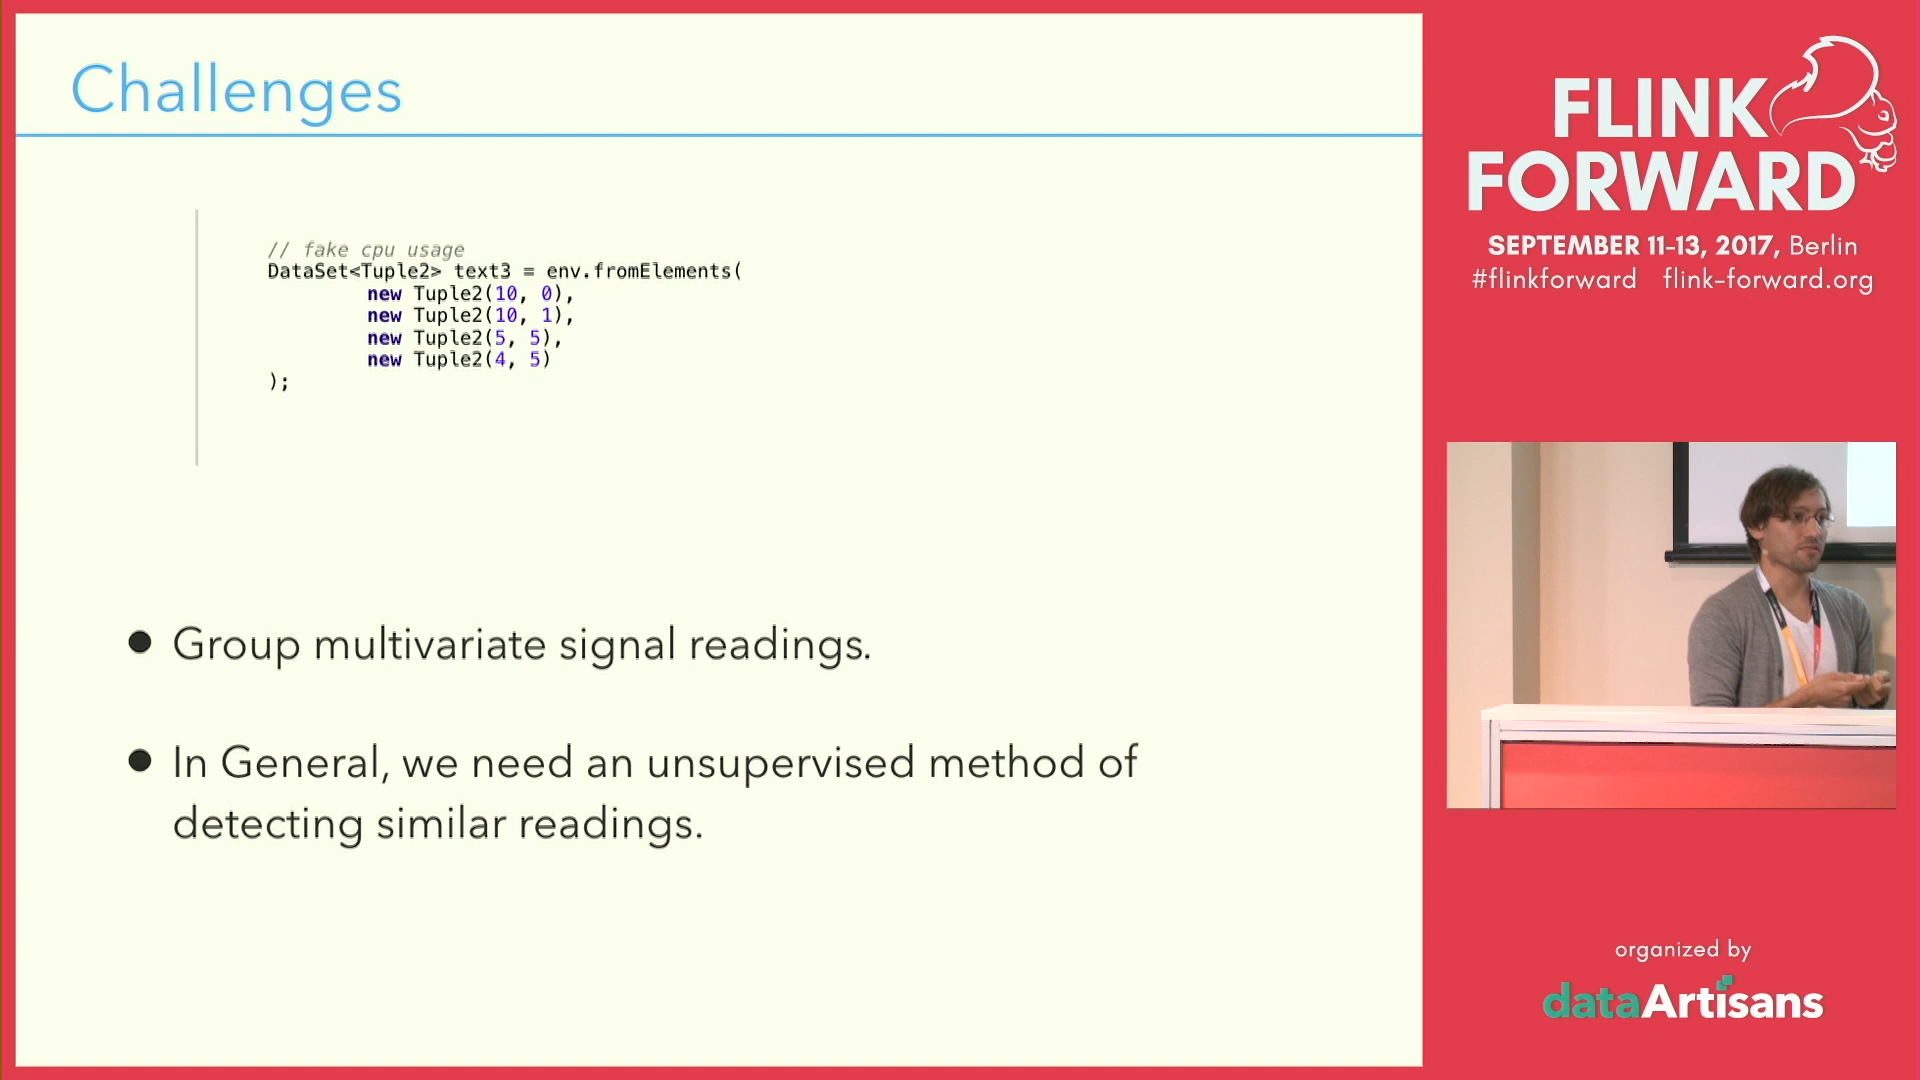 Challenges
// fake cpu usage
DataSet<Tuple2> text3 = env.fromElements(
new Tuple2(10, 0),
new Tuple2(10, 1),
new Tuple2(5, 5),
new Tuple2(4, 5)
);
● Group multivariate signal readings.
● In General, we need an unsupervised method of
detecting similar readings.
FLINK
FORWARD
SEPTEMBER 11-13, 2017, Berlin
#flinkforward flink-forward.org
organized by
dataArtisans